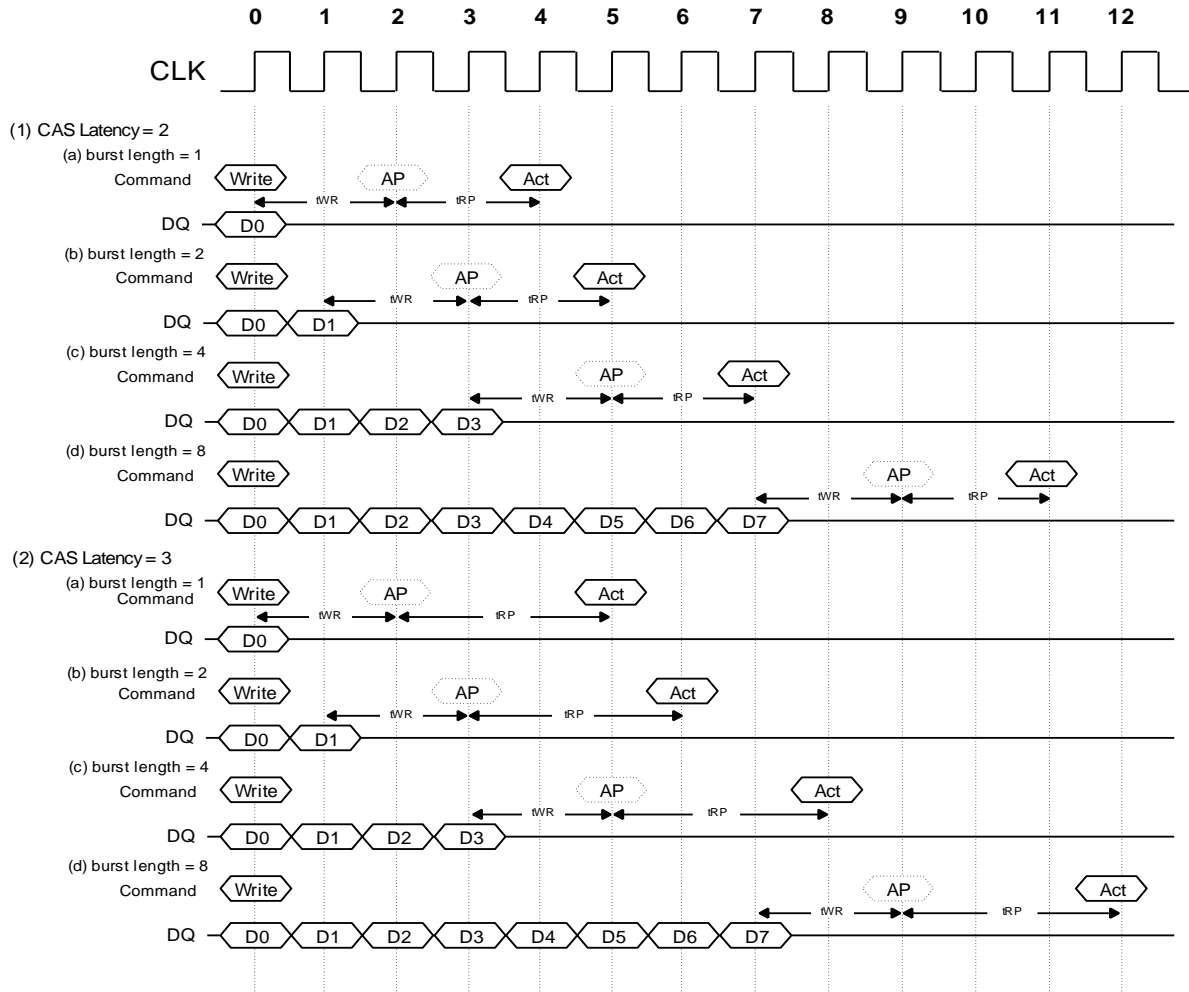 0 1 2 3 4 5 6 7 8 9 10 11 12
CLK
(1) CAS Latency = 2
(a) burst length = 1
Command Write AP Act
tWR tRP
DQ D0
(b) burst length = 2
Command Write AP Act
tWR tRP
DQ D0 D1
(c) burst length = 4
Command Write AP Act
tWR tRP
DQ D0 D1 D2 D3
(d) burst length = 8
Command Write AP Act
tWR tRP
DQ D0 D1 D2 D3 D4 D5 D6 D7
(2) CAS Latency = 3
(a) burst length = 1
Command Write AP Act
tWR tRP
DQ D0
(b) burst length = 2
Command Write AP Act
tWR tRP
DQ D0 D1
(c) burst length = 4
Command Write AP Act
tWR tRP
DQ D0 D1 D2 D3
(d) burst length = 8
Command Write AP Act
tWR tRP
DQ D0 D1 D2 D3 D4 D5 D6 D7